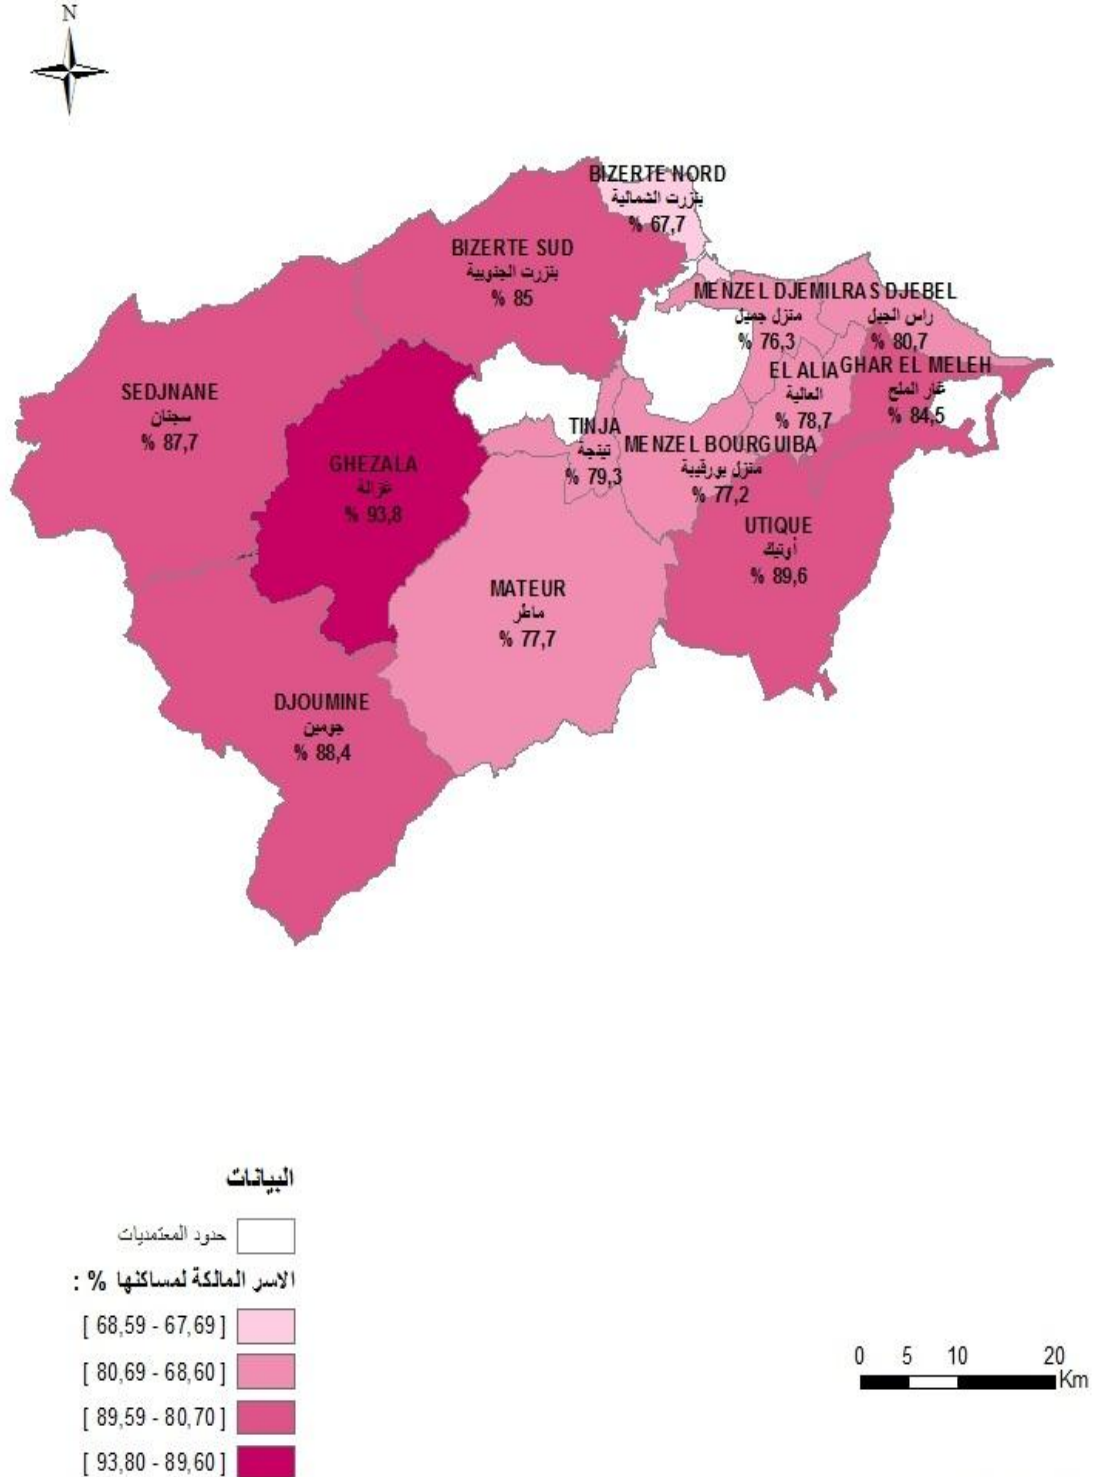 N
BIZERTE NORD
بنزرت الشمالية
% 67,7
BIZERTE SUD
بنزرت الجنوبية
% 85
MENZEL DJEMIL
منزل جميل
% 76,3
RAS DJEBEL
راس الجبل
% 80,7
EL ALIA
العالية
% 78,7
GHAR EL MELEH
غار الملح
% 84,5
SEDJNANE
سجنان
% 87,7
GHEZALA
غزالة
% 93,8
TINJA
تينجة
% 79,3
MENZEL BOURGUIBA
منزل بورقيبة
% 77,2
UTIQUE
أوتيك
% 89,6
MATEUR
ماطر
% 77,7
DJOUMINE
جومين
% 88,4
البيانات
حدود المعتمديات
الاسر المالكة لمساكنها % :
[ 68,59 - 67,69 ]
[ 80,69 - 68,60 ]
[ 89,59 - 80,70 ]
[ 93,80 - 89,60 ]
0 5 10 20
Km